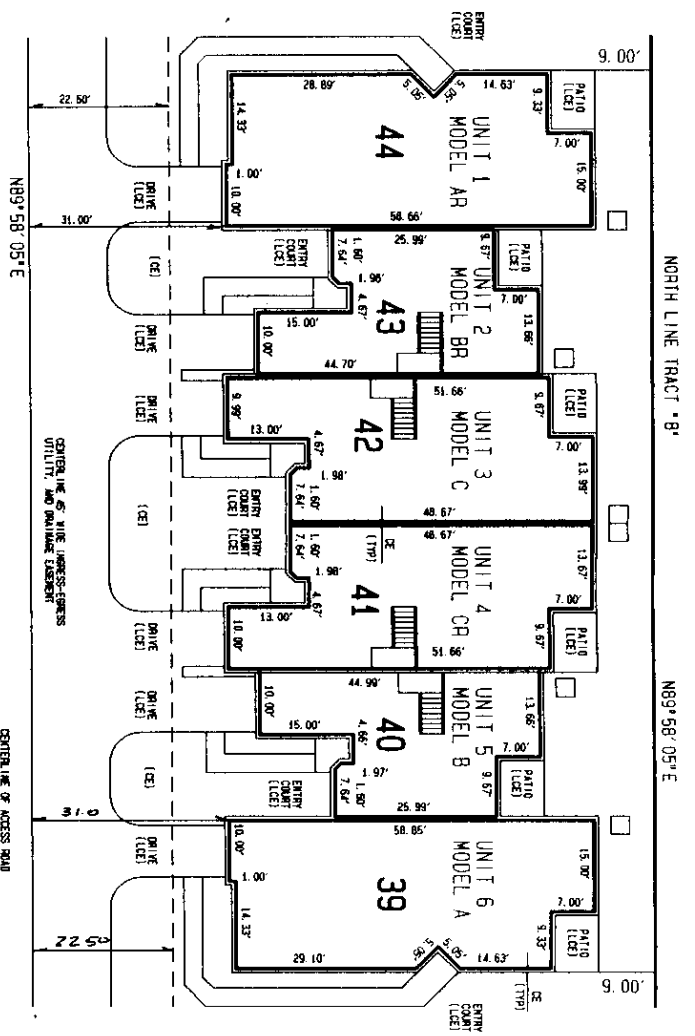 ENTRY
COURT
(LCE)
9.00'
NORTH LINE TRACT "B"
N89°58'05"E
28.89'
5.05'
5.05'
14.63'
PATIO
(LCE)
9.33'
7.00'
15.00'
14.33'
1.00'
10.00'
44
UNIT 1
MODEL AR
58.66'
22.50'
31.00'
N89°58'05"E
DRIVE
(LCE)
(CE)
ENTRY
COURT
(LCE)
25.99'
1.60'
7.64'
1.96'
4.67'
15.00'
10.00'
43
UNIT 2
MODEL BR
9.67'
PATIO
(LCE)
7.00'
13.66'
44.70'
DRIVE
(LCE)
DRIVE
(LCE)
51.66'
9.99'
13.00'
4.67'
1.98'
1.60'
7.64'
42
UNIT 3
MODEL C
9.67'
PATIO
(LCE)
7.00'
13.99'
48.67'
ENTRY
COURT
(LCE)
(CE)
CENTERLINE 45' WIDE INGRESS-EGRESS
UTILITY, AND DRAINAGE EASEMENT
CE
(TYP)
48.67'
ENTRY
COURT
(LCE)
7.64'
1.60'
1.98'
4.67'
13.00'
10.00'
41
UNIT 4
MODEL CR
13.67'
7.00'
9.67'
PATIO
(LCE)
51.66'
DRIVE
(LCE)
DRIVE
(LCE)
44.99'
10.00'
15.00'
4.66'
1.97'
1.60'
7.64'
40
UNIT 5
MODEL B
13.66'
7.00'
9.67'
PATIO
(LCE)
25.99'
ENTRY
COURT
(LCE)
(CE)
N89°58'05"E
CENTERLINE OF ACCESS ROAD
31.0
58.85'
10.00'
1.00'
14.33'
39
UNIT 6
MODEL A
15.00'
7.00'
9.33'
PATIO
(LCE)
29.10'
5.05'
5.05'
14.63'
DRIVE
(LCE)
22.50
CE
(TYP)
ENTRY
COURT
(LCE)
9.00'